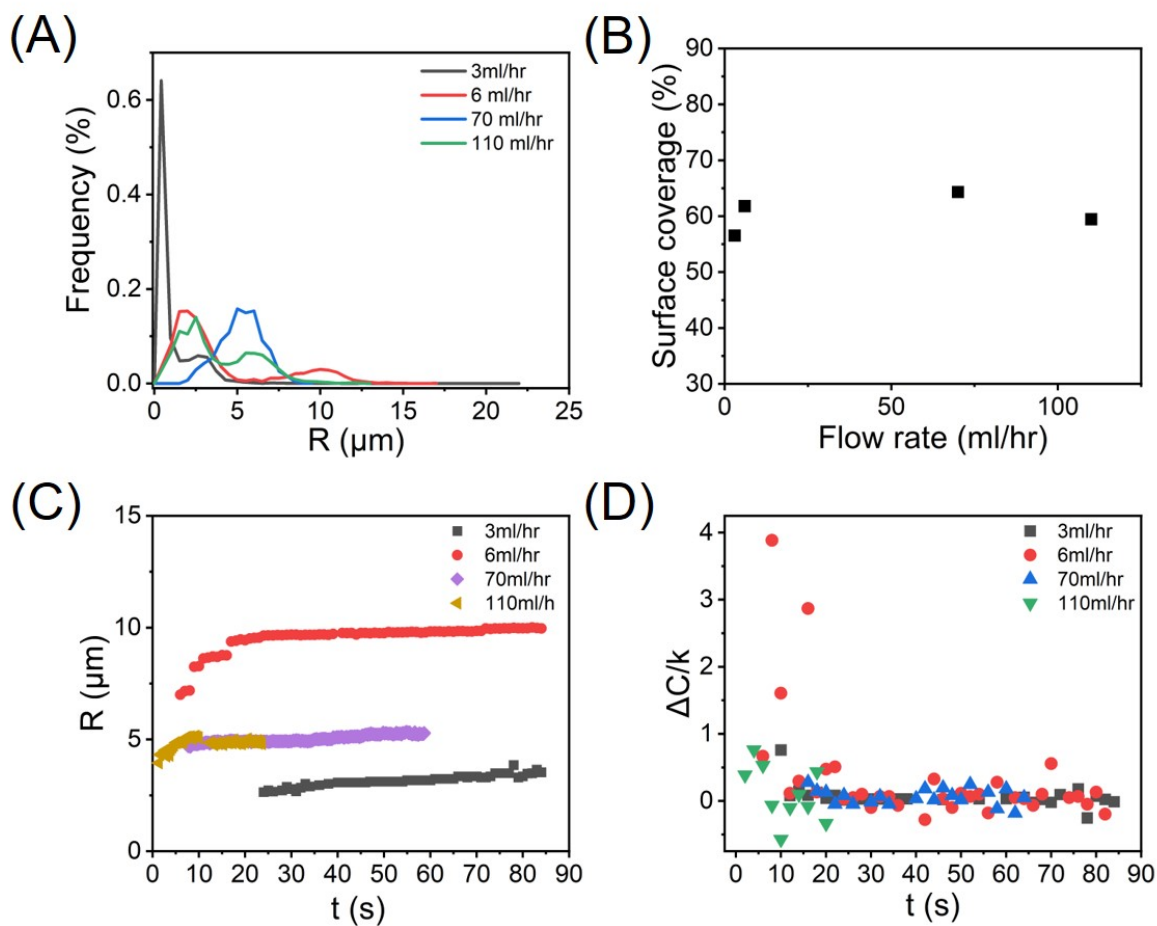 (A)
3ml/hr
6 ml/hr
70 ml/hr
110 ml/hr
Frequency (%)
0.6
0.4
0.2
0.0
0 5 10 15 20 25
R (μm)
(B)
Surface coverage (%)
90
80
70
60
50
40
30
0 50 100
Flow rate (ml/hr)
(C)
3ml/hr
6ml/hr
70ml/hr
110ml/h
R (μm)
15
10
5
0
0 10 20 30 40 50 60 70 80 90
t (s)
(D)
3ml/hr
6ml/hr
70ml/hr
110ml/hr
ΔC/k
4
3
2
1
0
0 10 20 30 40 50 60 70 80 90
t (s)